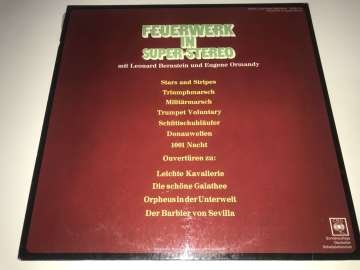 FEUERWERK
IN
SUPER-STEREO
mit Leonard Bernstein und Eugene Ormandy
Stars and Stripes
Triumphmarsch
Militärmarsch
Trumpet Voluntary
Schlittschuhläufer
Donauwellen
1001 Nacht
Ouvertüren zu:
Leichte Kavallerie
Die schöne Galathee
Orpheus in der Unterwelt
Der Barbier von Sevilla
CBS